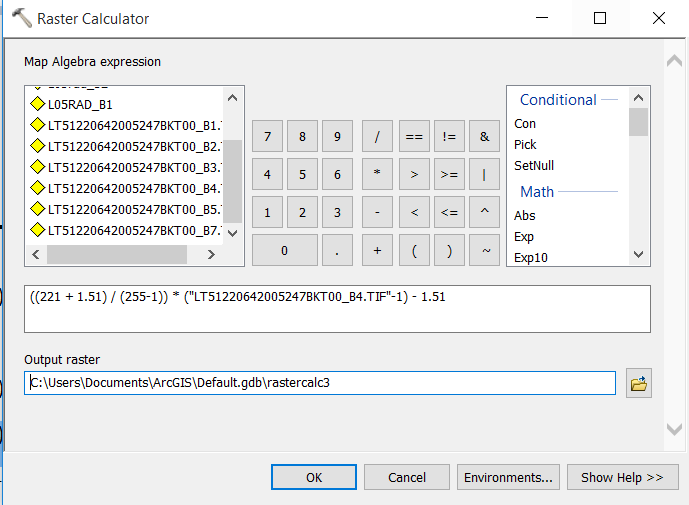 Raster Calculator
Map Algebra expression
L05RAD_B1
LT51220642005247BKT00_B1.T
LT51220642005247BKT00_B2.T
LT51220642005247BKT00_B3.T
LT51220642005247BKT00_B4.T
LT51220642005247BKT00_B5.T
LT51220642005247BKT00_B7.T
7 8 9 / == != &
4 5 6 * > >= |
1 2 3 - < <= ^
0 . + ( ) ~
Conditional
Con
Pick
SetNull
Math
Abs
Exp
Exp10
((221 + 1.51) / (255-1)) * ("LT51220642005247BKT00_B4.TIF"-1) - 1.51
Output raster
C:\Users\Documents\ArcGIS\Default.gdb\rastercalc3
OK Cancel Environments... Show Help >>